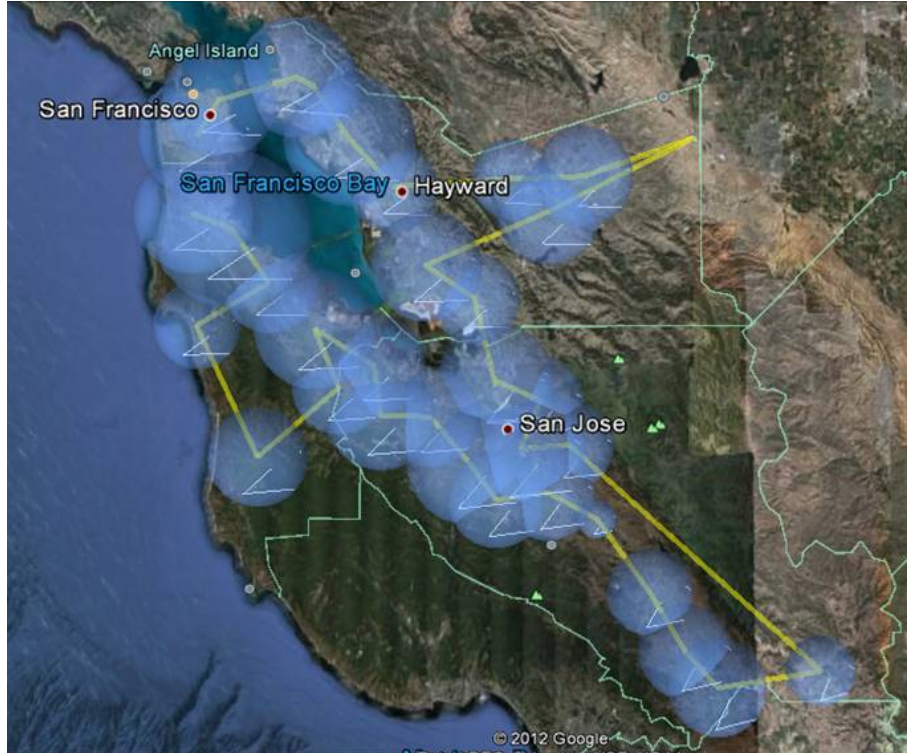 Angel Island
San Francisco
San Francisco Bay
Hayward
San Jose
© 2012 Google